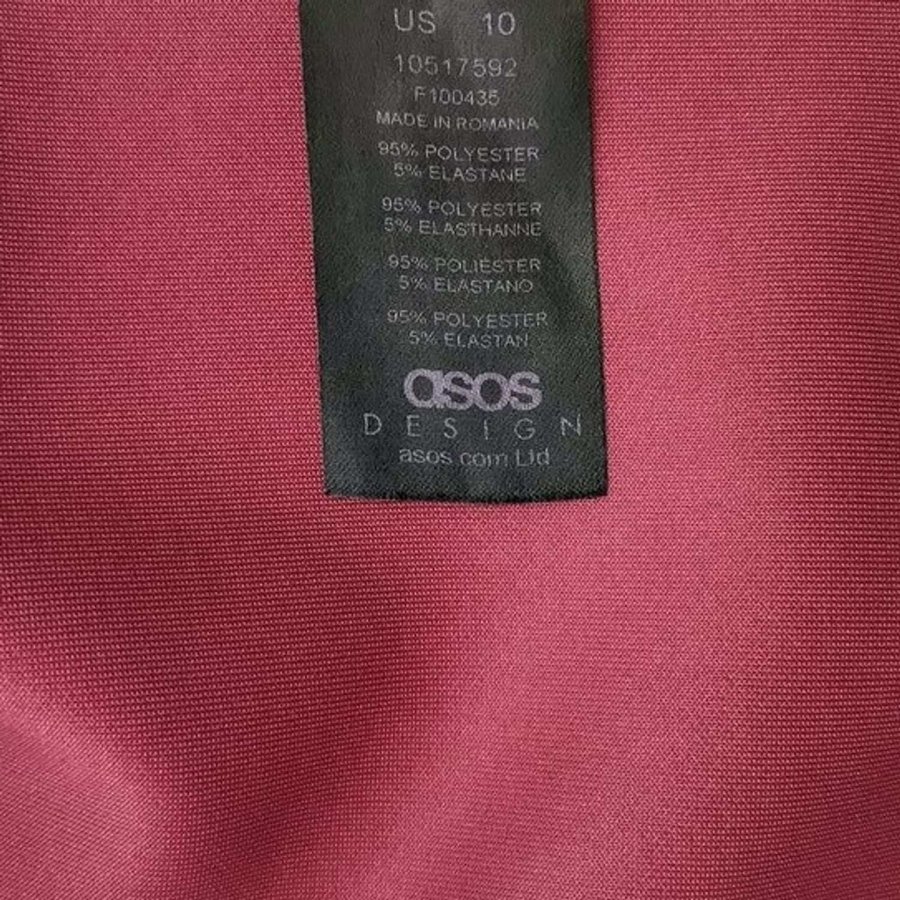 US 10
10517592
F100435
MADE IN ROMANIA
95% POLYESTER
5% ELASTANE
95% POLYESTER
5% ELASTHANNE
95% POLIESTER
5% ELASTANO
95% POLYESTER
5% ELASTAN
asos
DESIGN
asos.com Ltd